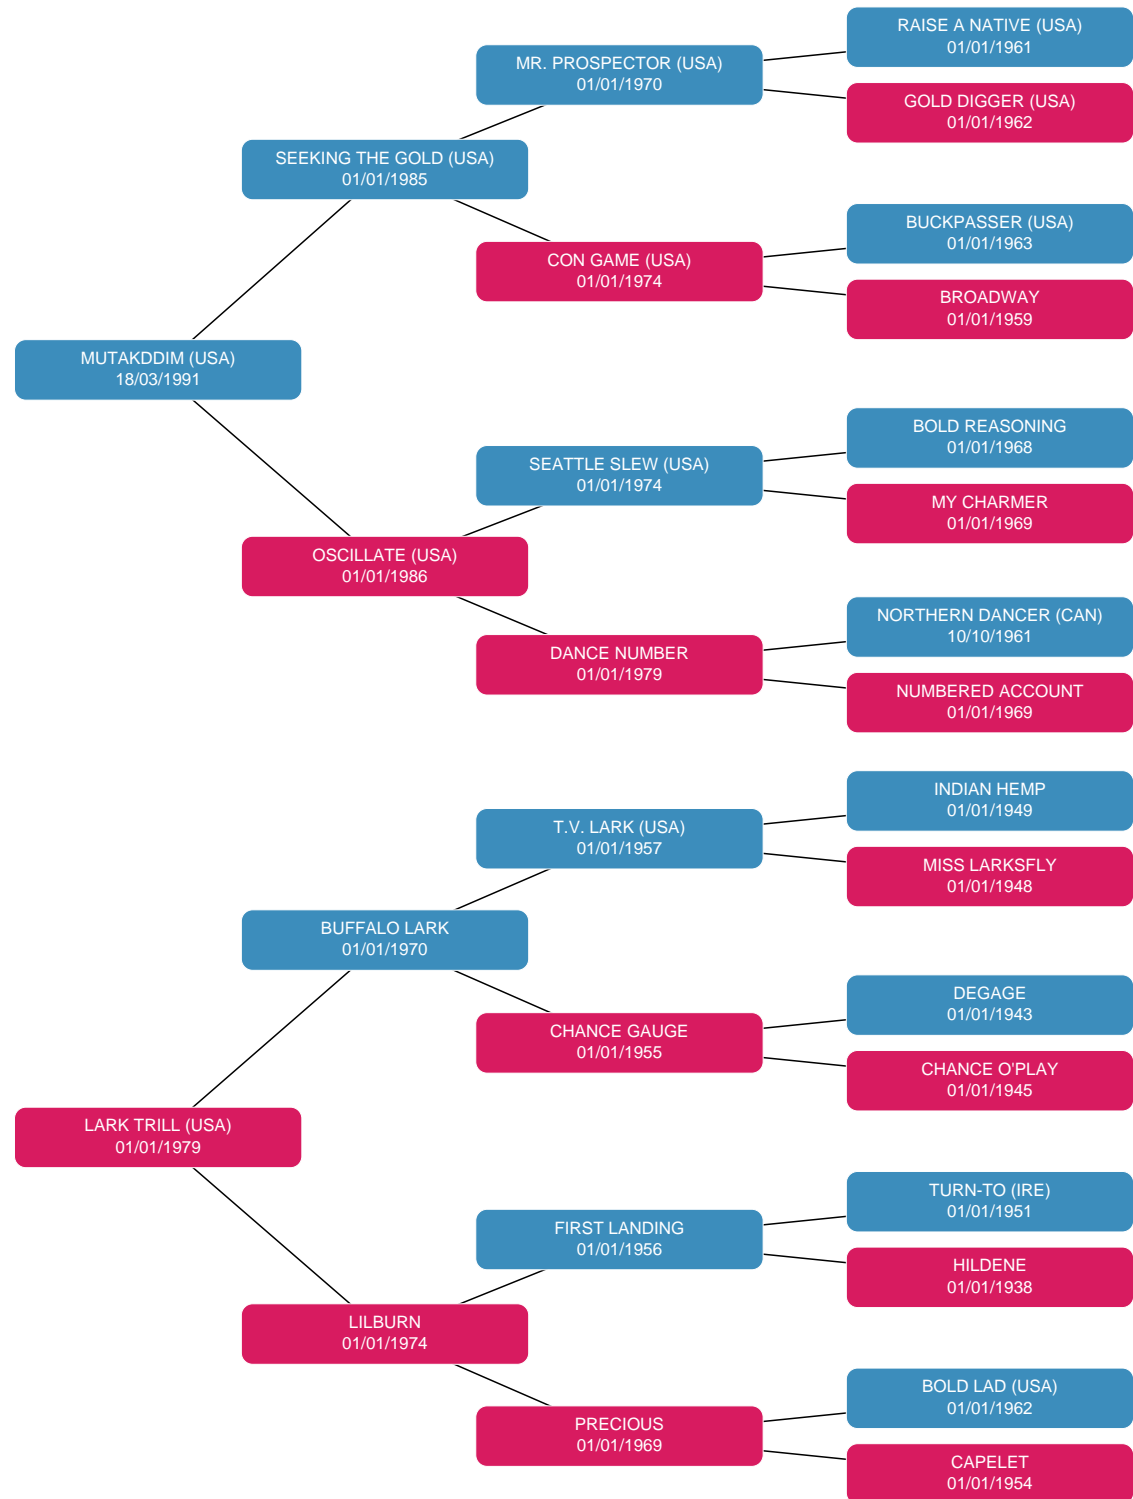 RAISE A NATIVE (USA)
01/01/1961
MR. PROSPECTOR (USA)
01/01/1970
GOLD DIGGER (USA)
01/01/1962
SEEKING THE GOLD (USA)
01/01/1985
BUCKPASSER (USA)
01/01/1963
CON GAME (USA)
01/01/1974
BROADWAY
01/01/1959
MUTAKDDIM (USA)
18/03/1991
BOLD REASONING
01/01/1968
SEATTLE SLEW (USA)
01/01/1974
MY CHARMER
01/01/1969
OSCILLATE (USA)
01/01/1986
NORTHERN DANCER (CAN)
10/10/1961
DANCE NUMBER
01/01/1979
NUMBERED ACCOUNT
01/01/1969
INDIAN HEMP
01/01/1949
T.V. LARK (USA)
01/01/1957
MISS LARKSFLY
01/01/1948
BUFFALO LARK
01/01/1970
DEGAGE
01/01/1943
CHANCE GAUGE
01/01/1955
CHANCE O'PLAY
01/01/1945
LARK TRILL (USA)
01/01/1979
TURN-TO (IRE)
01/01/1951
FIRST LANDING
01/01/1956
HILDENE
01/01/1938
LILBURN
01/01/1974
BOLD LAD (USA)
01/01/1962
PRECIOUS
01/01/1969
CAPELET
01/01/1954